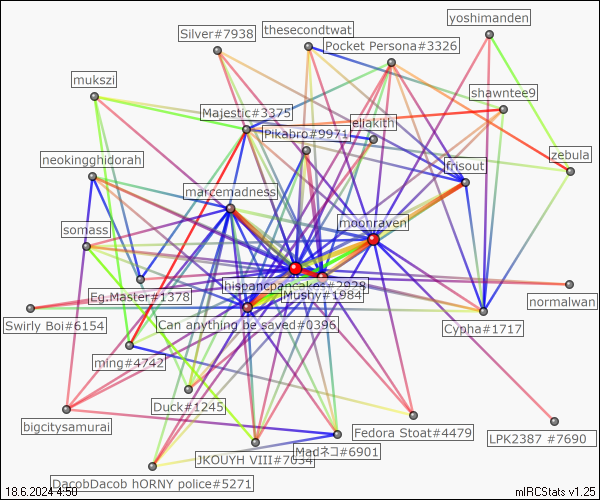 yoshimanden
Silver#7938
thesecondtwat
Pocket Persona#3326
mukszi
shawntee9
Majestic#3375
ellakith
Pikabro#9971
neokingghidorah
frisout
zebula
marcemadness
moonraven
somass
hispancpancakes#2928
Eg.Master#1378
Mushy#1984
normalwan
Swirly Boi#6154
Can anything be saved#0396
Cypha#1717
ming#4742
Duck#1245
bigcitysamurai
Fedora Stoat#4479
LPK2387 #7690
JKOUYH VIII#7034
Madネコ#6901
DacobDacob hORNY police#5271
18.6.2024 4:50
mIRCStats v1.25